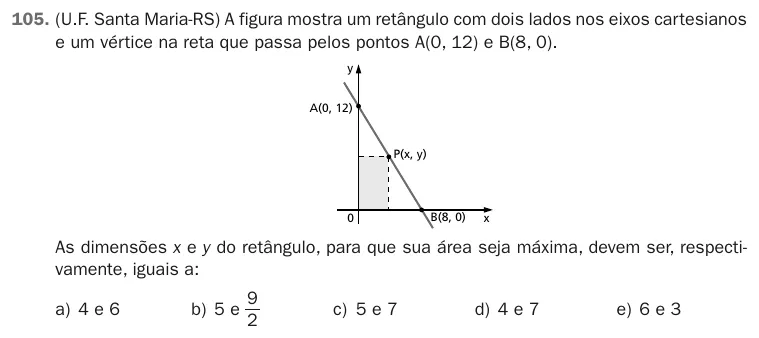 105. (U.F. Santa Maria-RS) A figura mostra um retângulo com dois lados nos eixos cartesianos
e um vértice na reta que passa pelos pontos A(0, 12) e B(8, 0).
y
A(0, 12)
P(x, y)
0
B(8, 0)
x
As dimensões x e y do retângulo, para que sua área seja máxima, devem ser, respecti-
vamente, iguais a:
a) 4 e 6 b) 5 e 9/2 c) 5 e 7 d) 4 e 7 e) 6 e 3